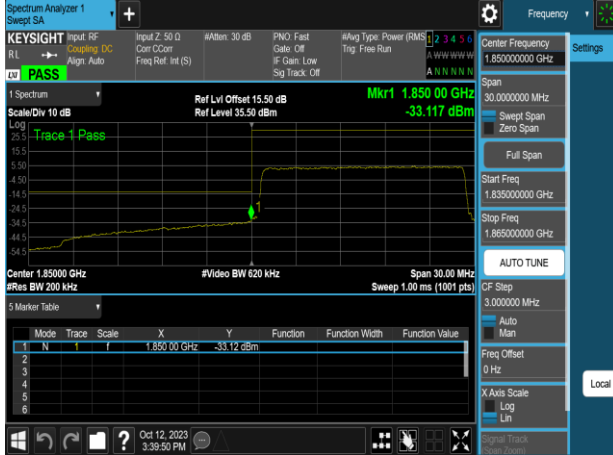 Spectrum Analyzer 1
Swept SA
+
Frequency
KEYSIGHT Input: RF
RL
Coupling: DC
Align: Auto
Input Z: 50 Ω
Corr CCorr
Freq Ref: Int (S)
#Atten: 30 dB
PNO: Fast
Gate: Off
IF Gain: Low
Sig Track: Off
#Avg Type: Power (RMS
Trig: Free Run
1 2 3 4 5 6
A W W W W W
A N N N N N
LXI PASS
1 Spectrum
Scale/Div 10 dB
Ref Lvl Offset 15.50 dB
Ref Level 35.50 dBm
Mkr1 1.850 00 GHz
-33.117 dBm
Log
Trace 1 Pass
25.5
15.5
5.50
-4.50
-14.5
-24.5
-34.5
-44.5
-54.5
1
Center 1.85000 GHz
#Res BW 200 kHz
#Video BW 620 kHz
Span 30.00 MHz
Sweep 1.00 ms (1001 pts)
5 Marker Table
Mode Trace Scale X Y Function Function Width Function Value
1 N 1 f 1.850 00 GHz -33.12 dBm
2
3
4
5
6
Oct 12, 2023
3:39:50 PM
?
Center Frequency
1.850000000 GHz
Settings
Span
30.0000000 MHz
Swept Span
Zero Span
Full Span
Start Freq
1.835000000 GHz
Stop Freq
1.865000000 GHz
AUTO TUNE
CF Step
3.000000 MHz
Auto
Man
Freq Offset
0 Hz
Local
X Axis Scale
Log
Lin
Signal Track
(Span Zoom)